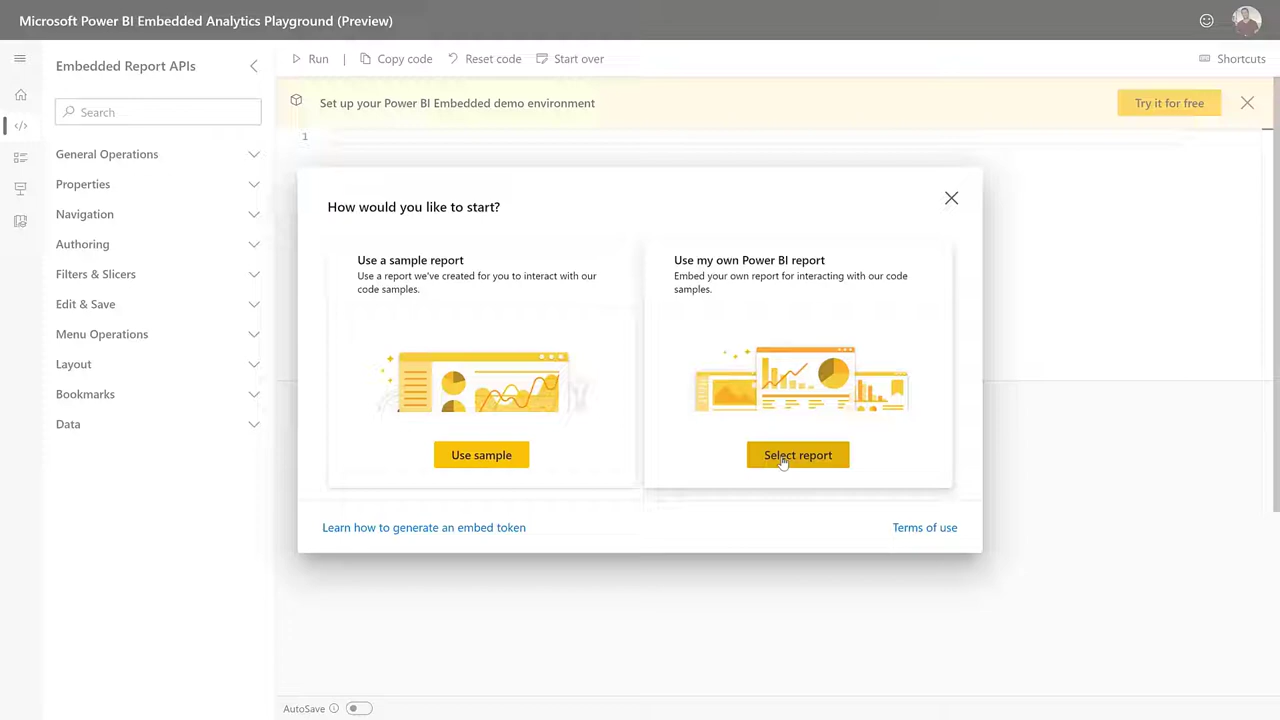 Microsoft Power BI Embedded Analytics Playground (Preview)
Embedded Report APIs
Run | Copy code Reset code Start over Shortcuts
Search
Set up your Power BI Embedded demo environment
Try it for free
1
General Operations
Properties
Navigation
Authoring
Filters & Slicers
Edit & Save
Menu Operations
Layout
Bookmarks
Data
How would you like to start?
Use a sample report
Use a report we've created for you to interact with our
code samples.
Use sample
Use my own Power BI report
Embed your own report for interacting with our code
samples.
Select report
Learn how to generate an embed token
Terms of use
AutoSave